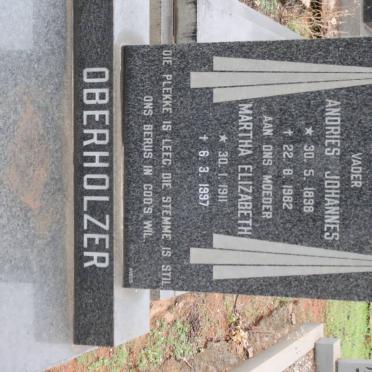 VADER
ANDRIES JOHANNES
★ 30. 5. 1898
† 22. 8. 1982
AAN ONS MOEDER
MARTHA ELIZABETH
★ 30. 1. 1911
† 6. 3. 1997
DIE PLEKKE IS LEEG DIE STEMME IS STIL
ONS BERUS IN GOD'S WIL
OBERHOLZER